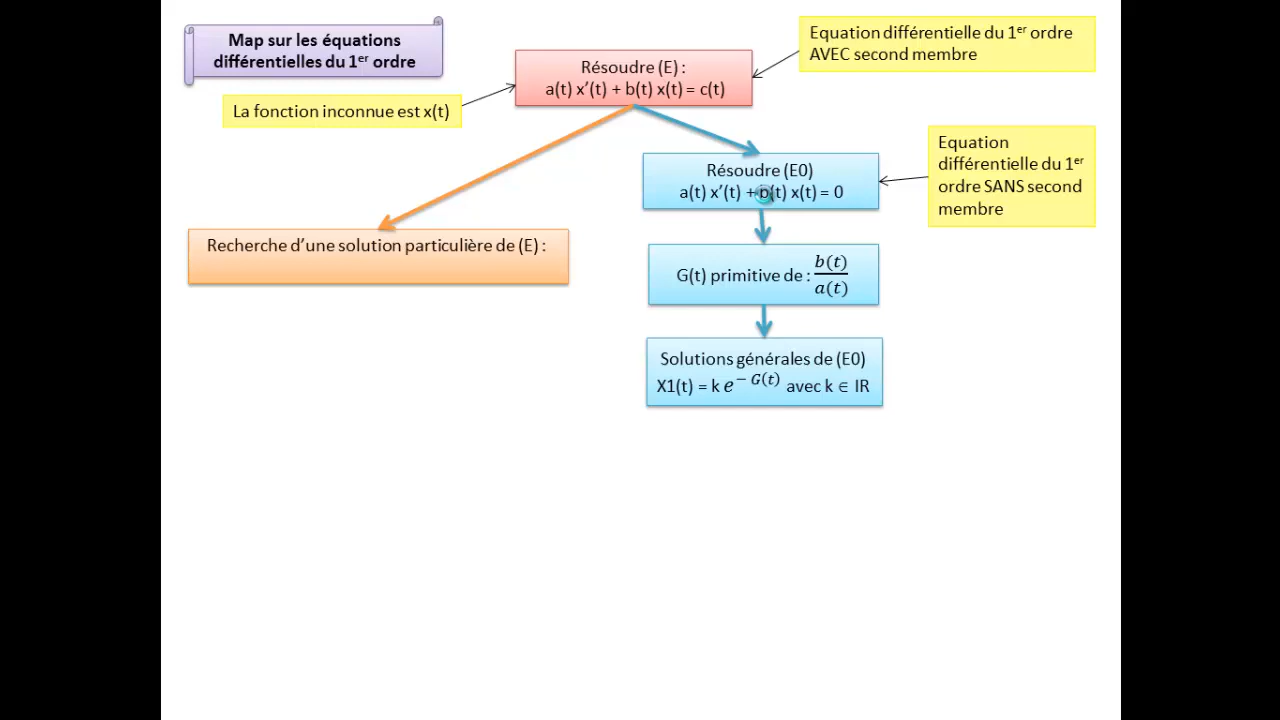 Map sur les équations
différentielles du 1er ordre
Equation différentielle du 1er ordre
AVEC second membre
Résoudre (E) :
a(t) x’(t) + b(t) x(t) = c(t)
La fonction inconnue est x(t)
Equation
différentielle du 1er
ordre SANS second
membre
Résoudre (E0)
a(t) x’(t) + b(t) x(t) = 0
Recherche d’une solution particulière de (E) :
G(t) primitive de : b(t)/a(t)
Solutions générales de (E0)
X1(t) = k e^− G(t) avec k ∈ IR